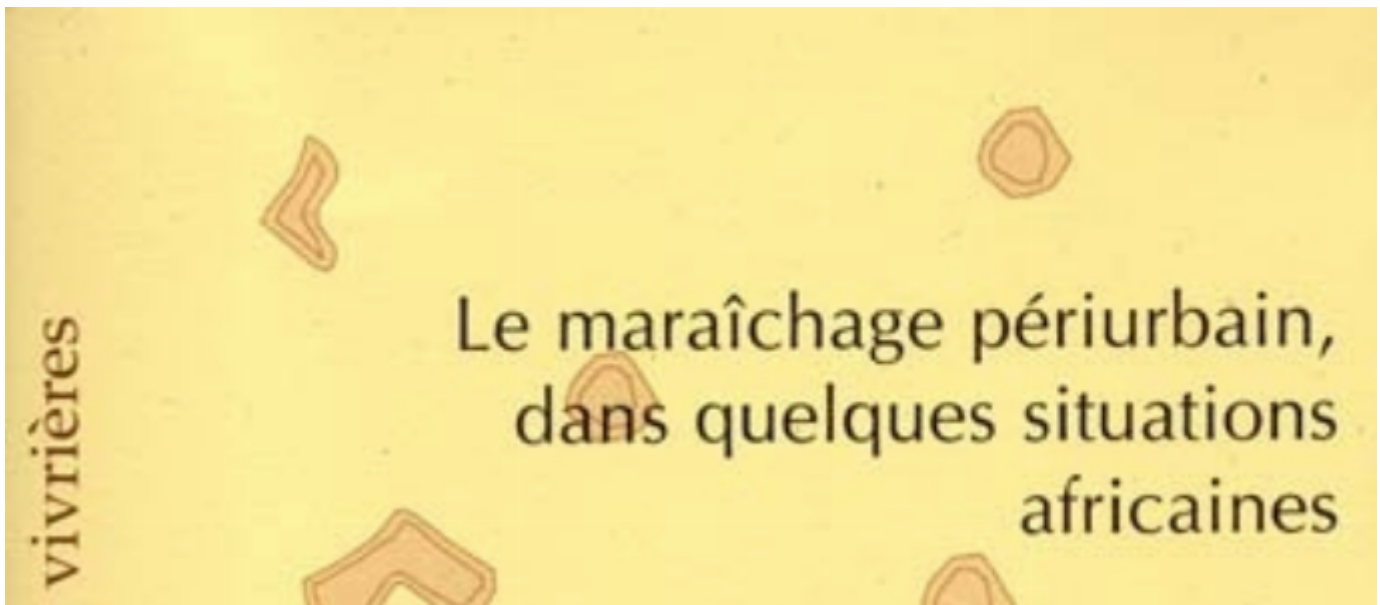 vivrières
Le maraîchage périurbain,
dans quelques situations
africaines